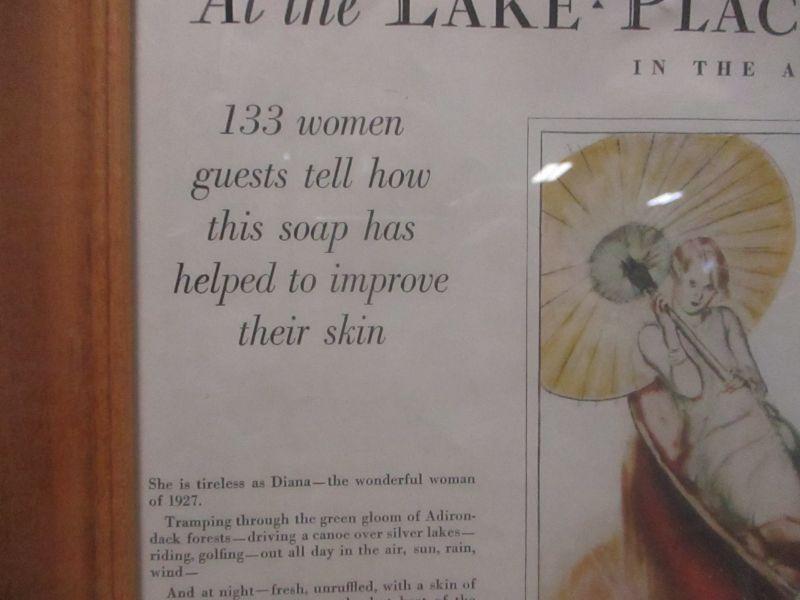 At the LAKE PLAC
IN THE A
133 women
guests tell how
this soap has
helped to improve
their skin
She is tireless as Diana—the wonderful woman
of 1927.
Tramping through the green gloom of Adiron-
dack forests—driving a canoe over silver lakes—
riding, golfing—out all day in the air, sun, rain,
wind—
And at night—fresh, unruffled, with a skin of